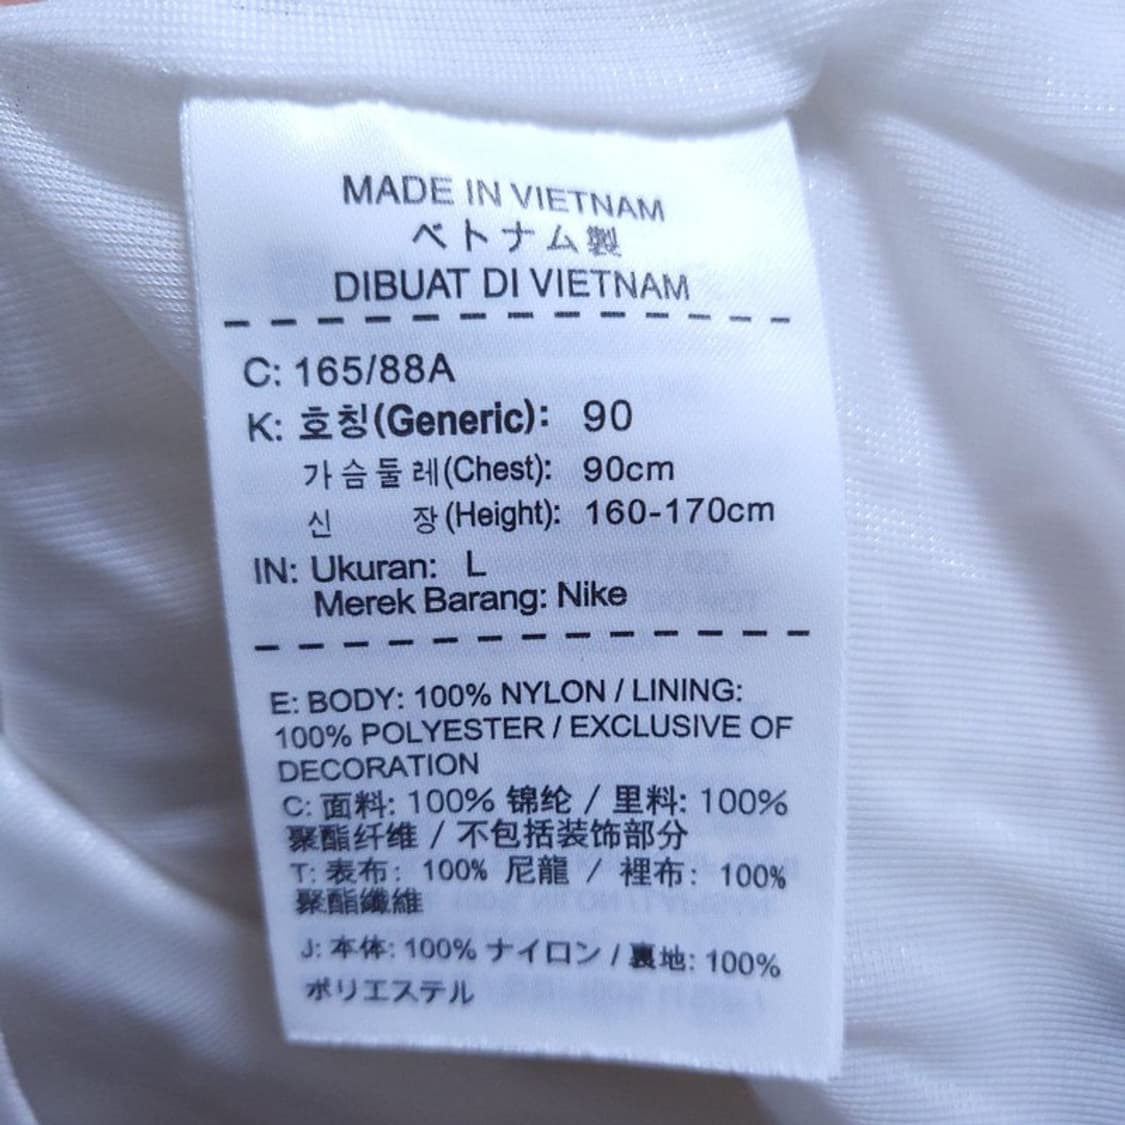 MADE IN VIETNAM
ベトナム製
DIBUAT DI VIETNAM
C: 165/88A
K: 호칭(Generic): 90
가슴둘레(Chest): 90cm
신 장(Height): 160-170cm
IN: Ukuran: L
Merek Barang: Nike
E: BODY: 100% NYLON / LINING:
100% POLYESTER / EXCLUSIVE OF
DECORATION
C: 面料: 100% 锦纶 / 里料: 100%
聚酯纤维 / 不包括装饰部分
T: 表布: 100% 尼龍 / 裡布: 100%
聚酯纖維
J: 本体: 100% ナイロン / 裏地: 100%
ポリエステル